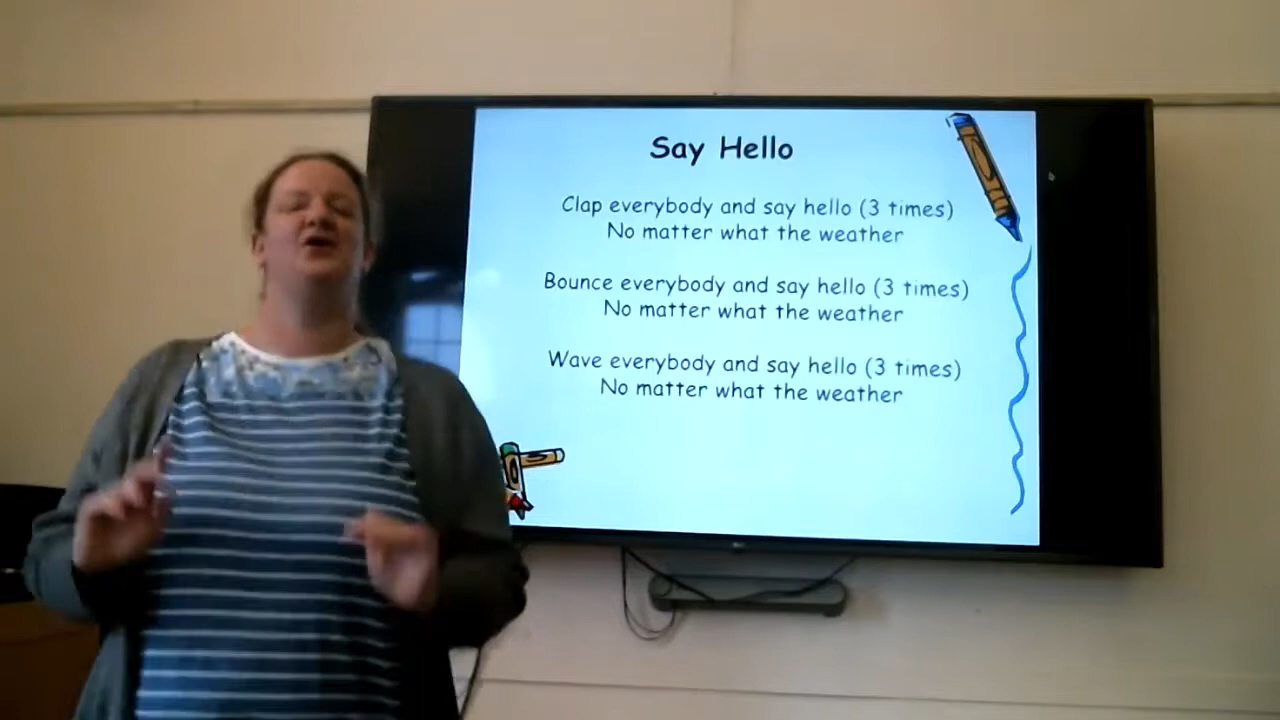 Say Hello
Clap everybody and say hello (3 times)
No matter what the weather
Bounce everybody and say hello (3 times)
No matter what the weather
Wave everybody and say hello (3 times)
No matter what the weather